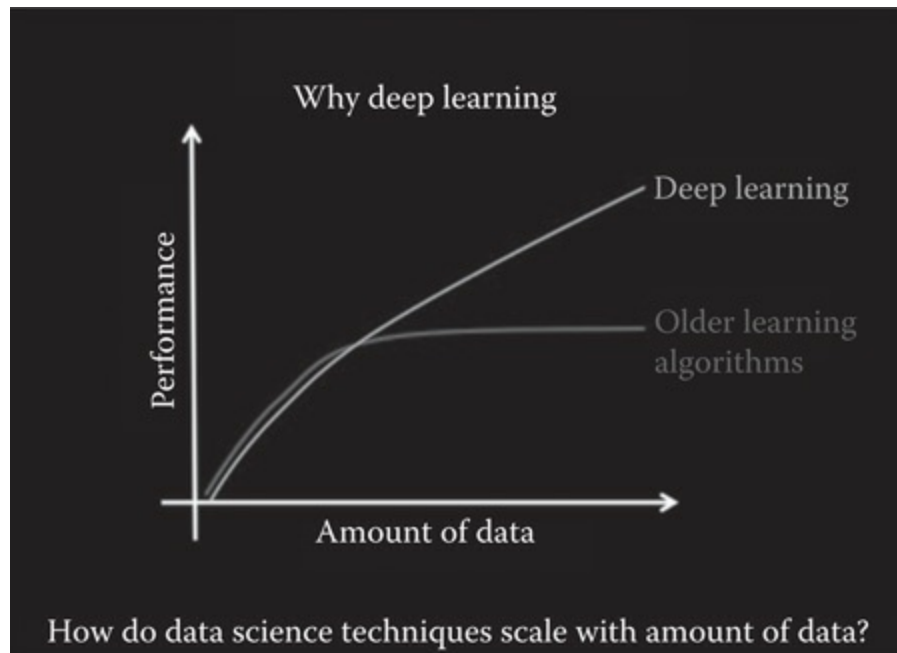 Why deep learning
Deep learning
Performance
Older learning
algorithms
Amount of data
How do data science techniques scale with amount of data?